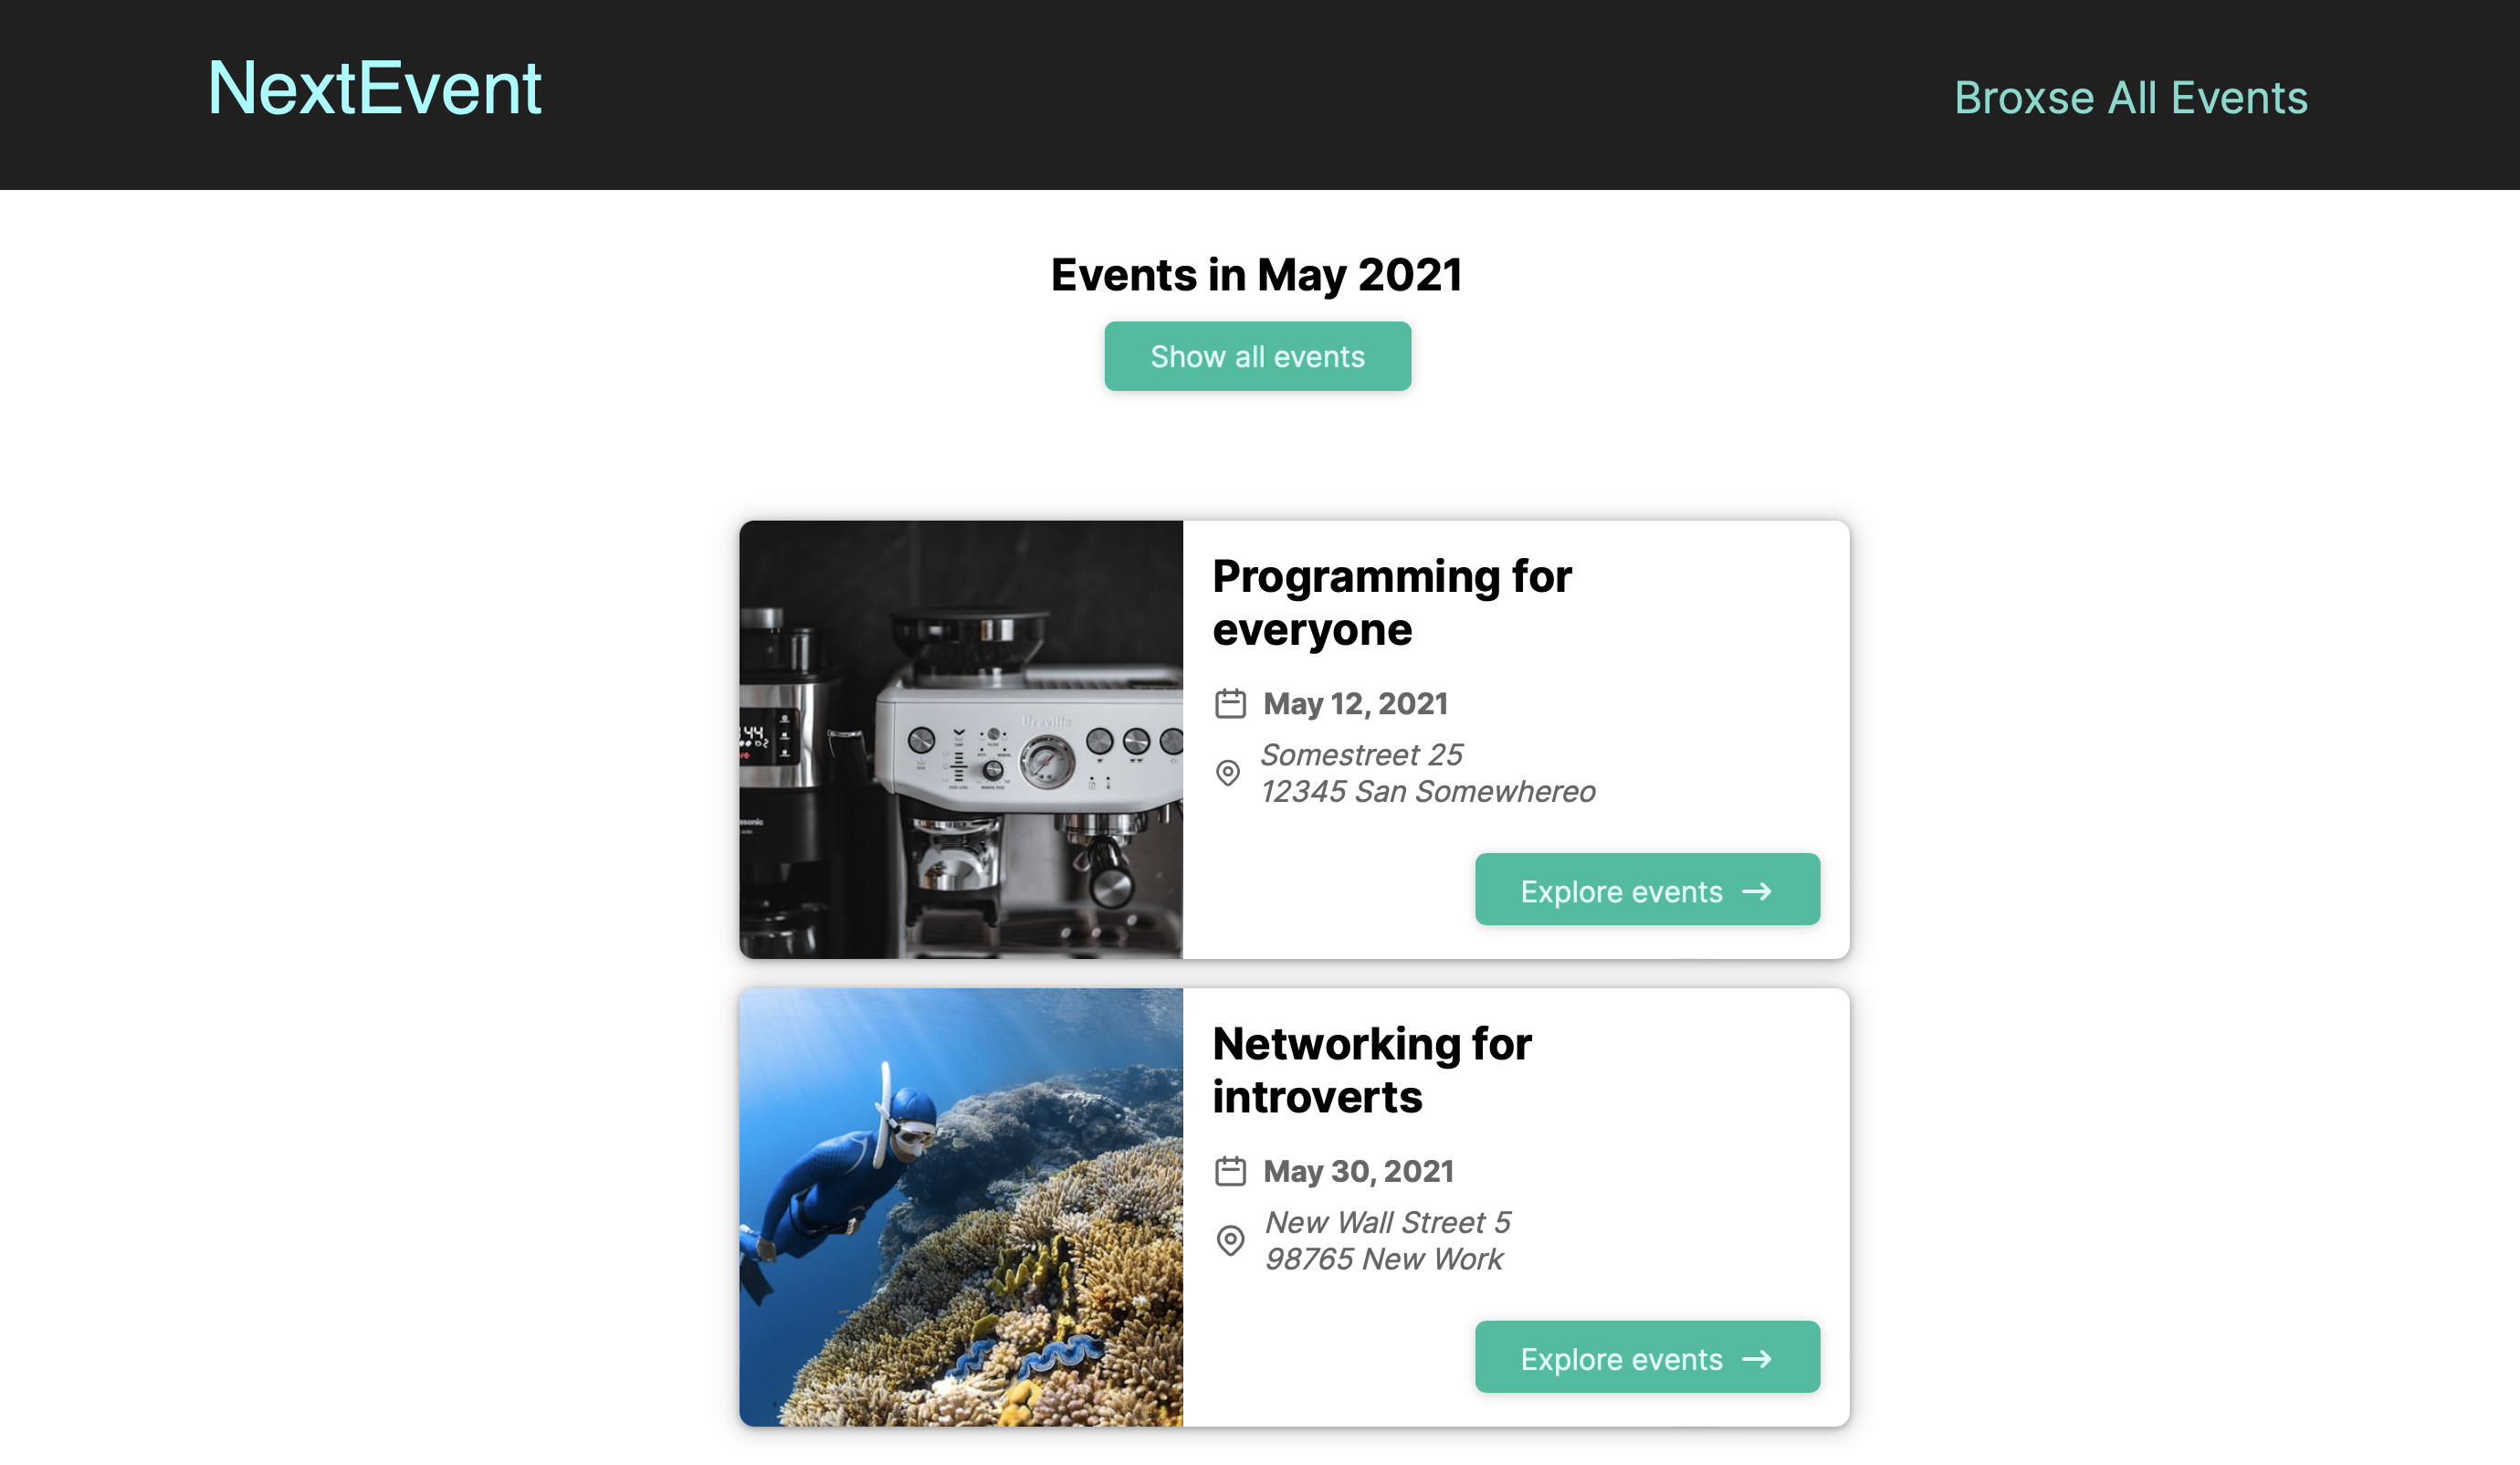 NextEvent
Broxse All Events
Events in May 2021
Show all events
Programming for
everyone
May 12, 2021
Somestreet 25
12345 San Somewhereo
Explore events
Breville
Networking for
introverts
May 30, 2021
New Wall Street 5
98765 New Work
Explore events